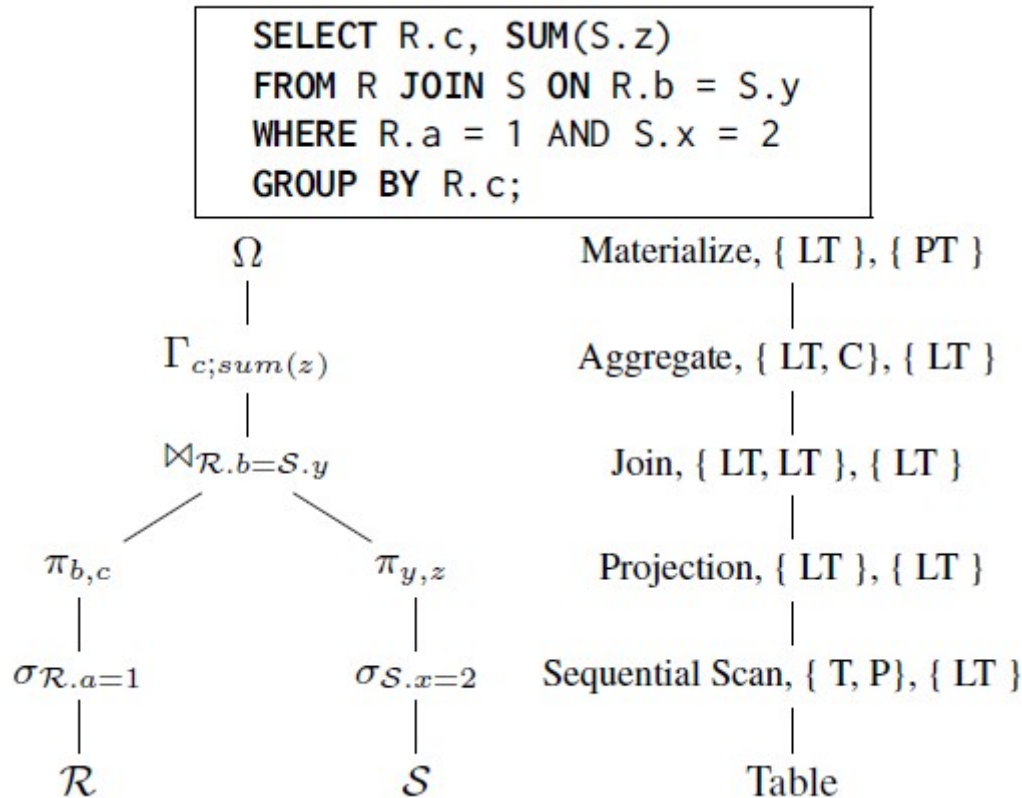 SELECT R.c, SUM(S.z)
FROM R JOIN S ON R.b = S.y
WHERE R.a = 1 AND S.x = 2
GROUP BY R.c;
Ω
Materialize, { LT }, { PT }
Γc;sum(z)
Aggregate, { LT, C}, { LT }
⋈R.b=S.y
Join, { LT, LT }, { LT }
πb,c
πy,z
Projection, { LT }, { LT }
σR.a=1
σS.x=2
Sequential Scan, { T, P}, { LT }
R
S
Table